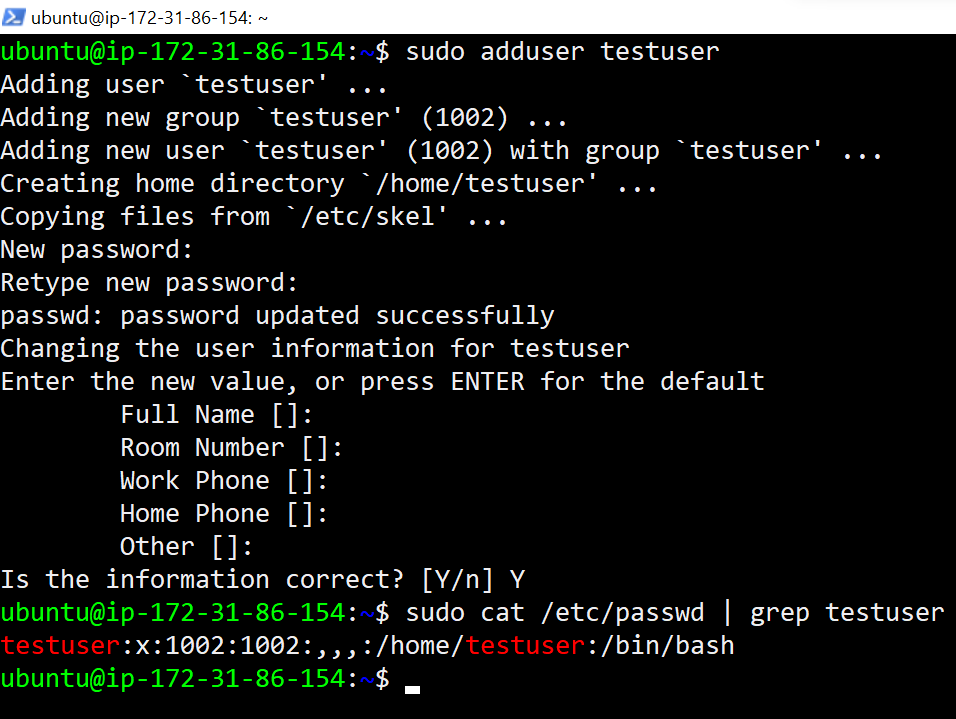 ubuntu@ip-172-31-86-154: ~
ubuntu@ip-172-31-86-154:~$ sudo adduser testuser
Adding user `testuser' ...
Adding new group `testuser' (1002) ...
Adding new user `testuser' (1002) with group `testuser' ...
Creating home directory `/home/testuser' ...
Copying files from `/etc/skel' ...
New password:
Retype new password:
passwd: password updated successfully
Changing the user information for testuser
Enter the new value, or press ENTER for the default
        Full Name []:
        Room Number []:
        Work Phone []:
        Home Phone []:
        Other []:
Is the information correct? [Y/n] Y
ubuntu@ip-172-31-86-154:~$ sudo cat /etc/passwd | grep testuser
testuser:x:1002:1002:,,,:/home/testuser:/bin/bash
ubuntu@ip-172-31-86-154:~$